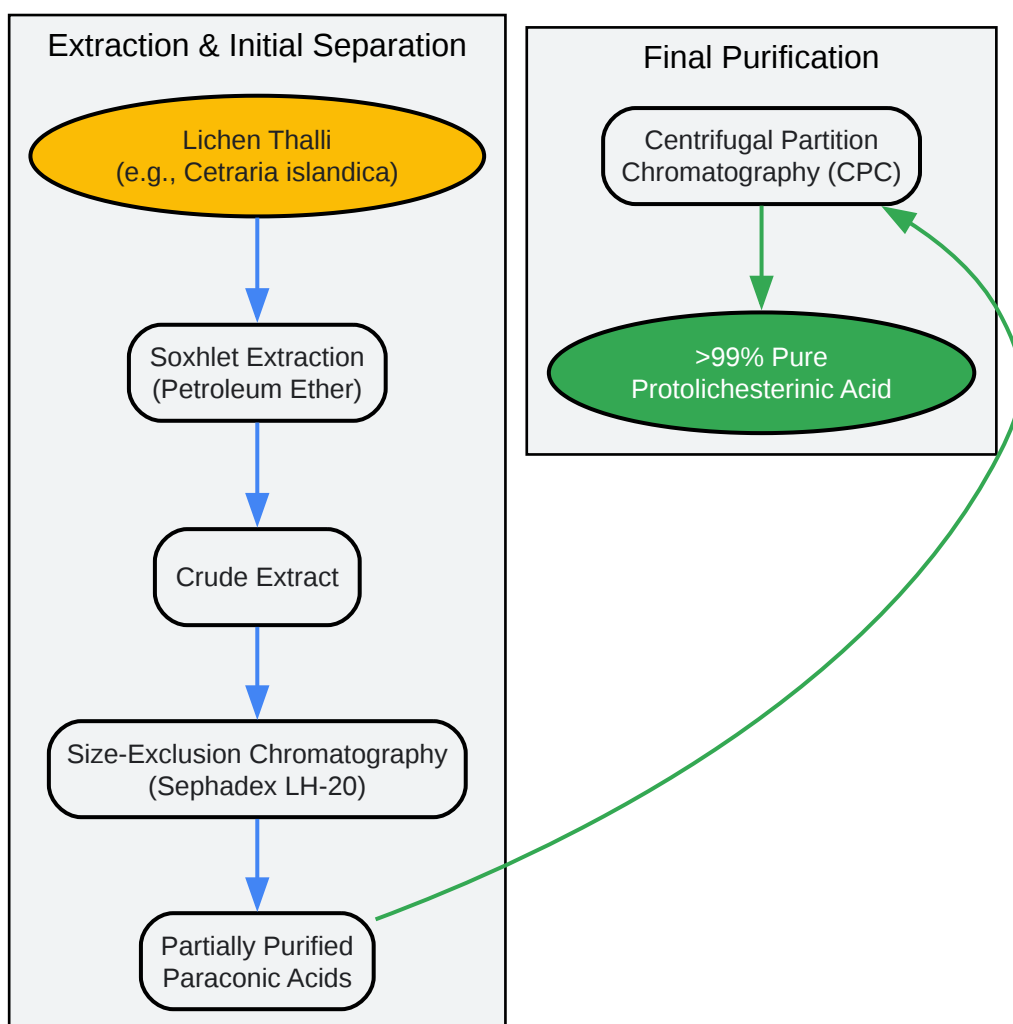 Extraction & Initial Separation
Lichen Thalli
(e.g., Cetraria islandica)
Soxhlet Extraction
(Petroleum Ether)
Crude Extract
Size-Exclusion Chromatography
(Sephadex LH-20)
Partially Purified
Paraconic Acids
Final Purification
Centrifugal Partition
Chromatography (CPC)
>99% Pure
Protolichesterinic Acid